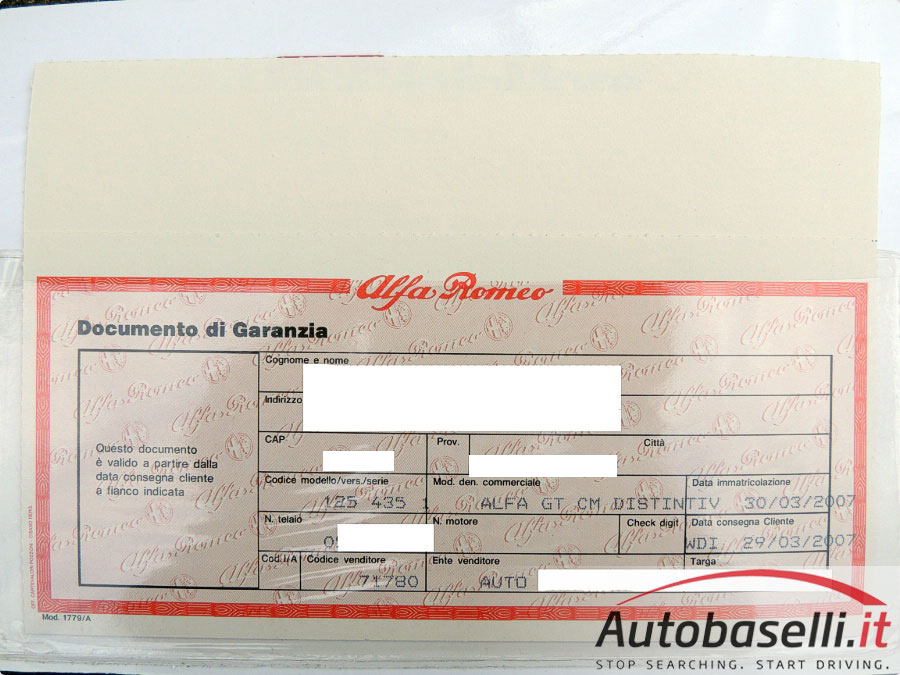 Alfa Romeo
Documento di Garanzia
Cognome e nome
Indirizzo
CAP Prov. Città
Questo documento
è valido a partire dalla
data consegna cliente
a fianco indicata
Codice modello/vers./serie Mod. den. commerciale Data immatricolazione
125 435 1 ALFA GT CM DISTINTIV 30/03/2007
N. telaio N. motore Check digit Data consegna Cliente
WDI 29/03/2007
Cod. I/A Codice venditore Ente venditore Targa
71780 AUTO
Mod. 1779/A
Autobaselli.it
STOP SEARCHING. START DRIVING.